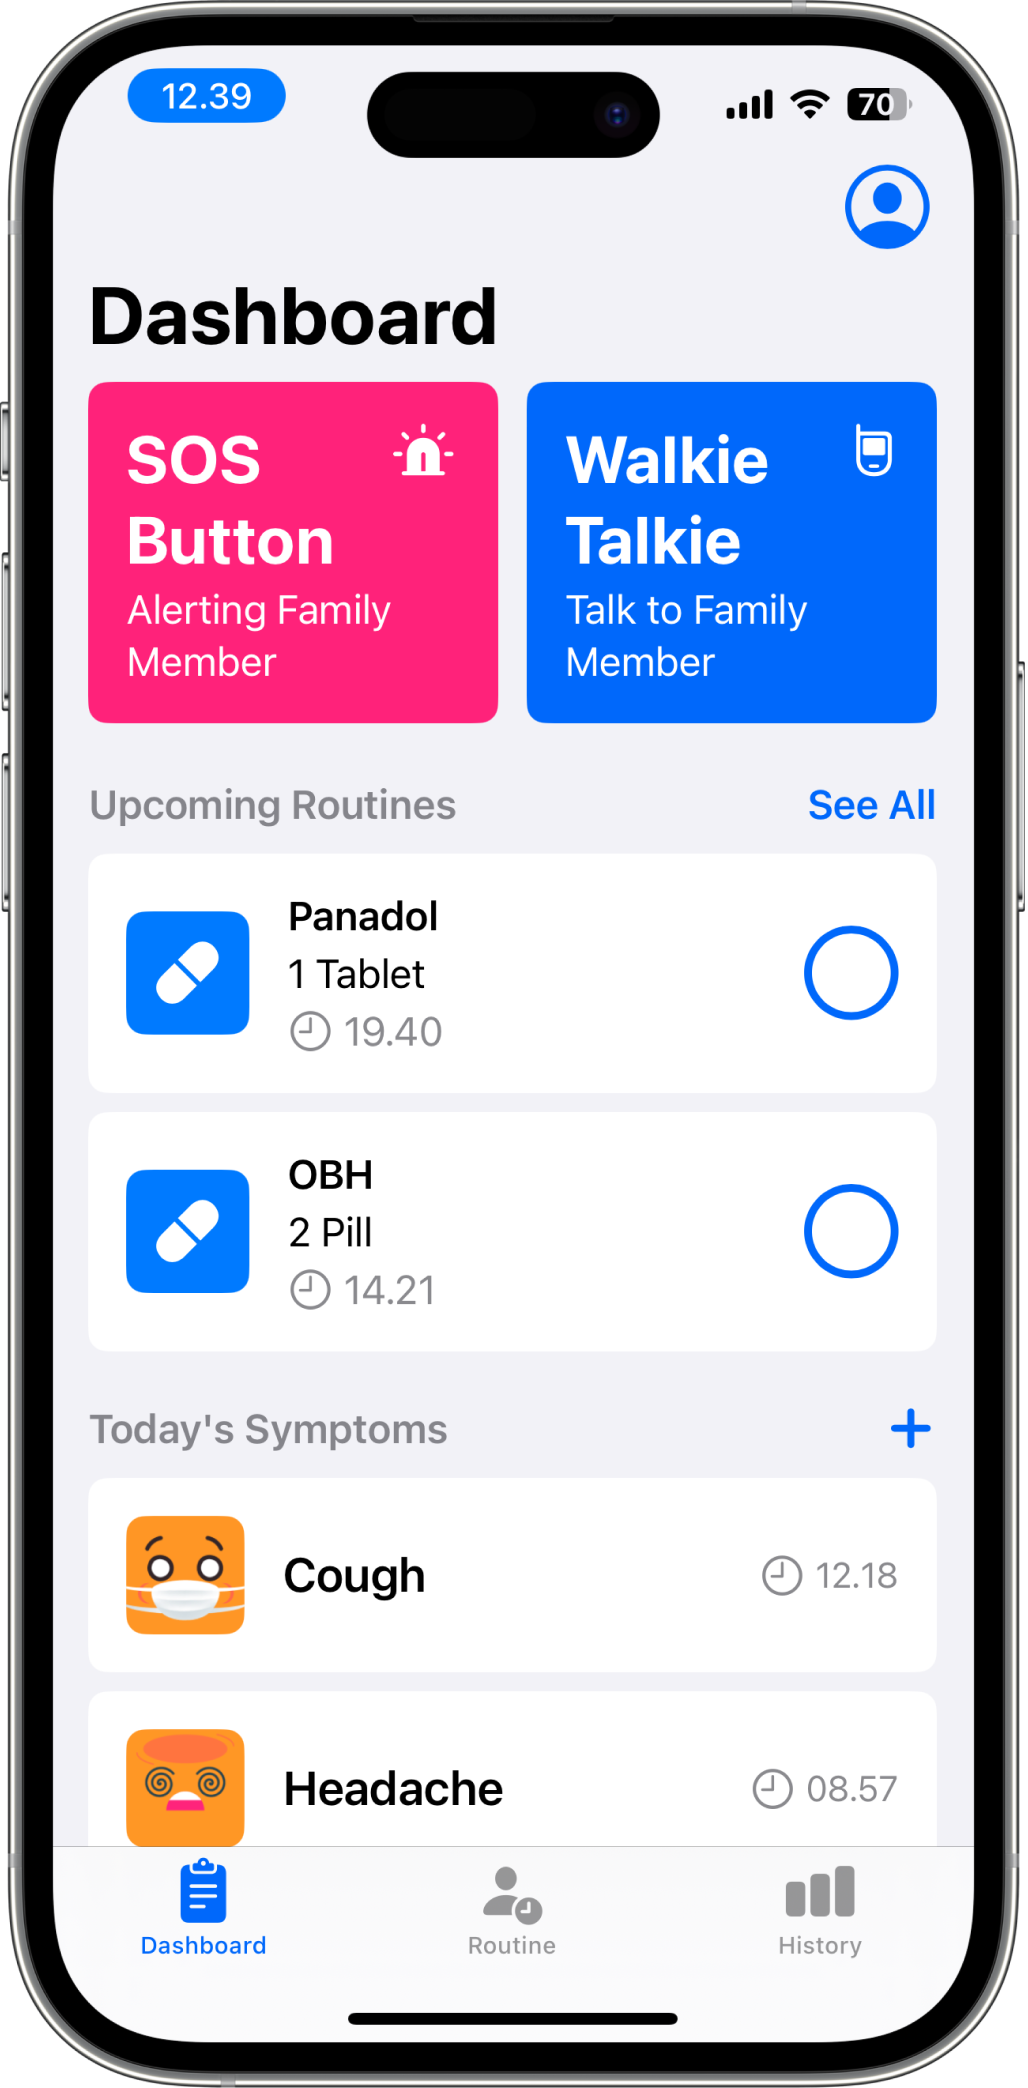 12.39
70
Dashboard
SOS
Button
Alerting Family
Member
Walkie
Talkie
Talk to Family
Member
Upcoming Routines
See All
Panadol
1 Tablet
19.40
OBH
2 Pill
14.21
Today's Symptoms
Cough
12.18
Headache
08.57
Dashboard
Routine
History